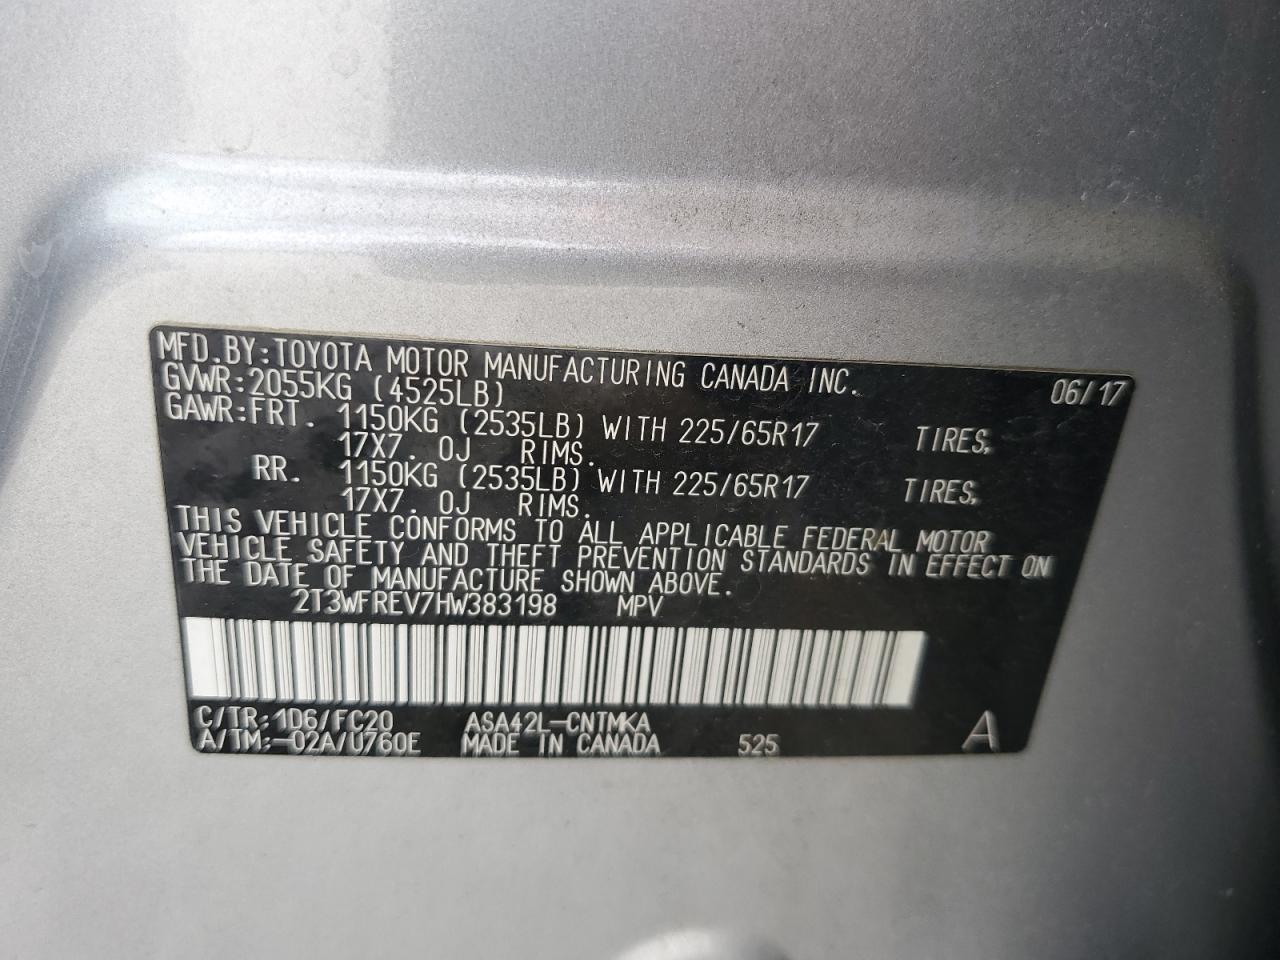 MFD.BY:TOYOTA MOTOR MANUFACTURING CANADA INC. 06/17
GVWR:2055KG (4525LB)
GAWR:FRT. 1150KG (2535LB) WITH 225/65R17 TIRES,
17X7.0J RIMS.
RR. 1150KG (2535LB) WITH 225/65R17 TIRES,
17X7.0J RIMS.
THIS VEHICLE CONFORMS TO ALL APPLICABLE FEDERAL MOTOR
VEHICLE SAFETY AND THEFT PREVENTION STANDARDS IN EFFECT ON
THE DATE OF MANUFACTURE SHOWN ABOVE.
2T3WFREV7HW383198 MPV
C/TR:1D6/FC20 ASA42L-CNTMKA
A/TM:-02A/U760E MADE IN CANADA 525 A